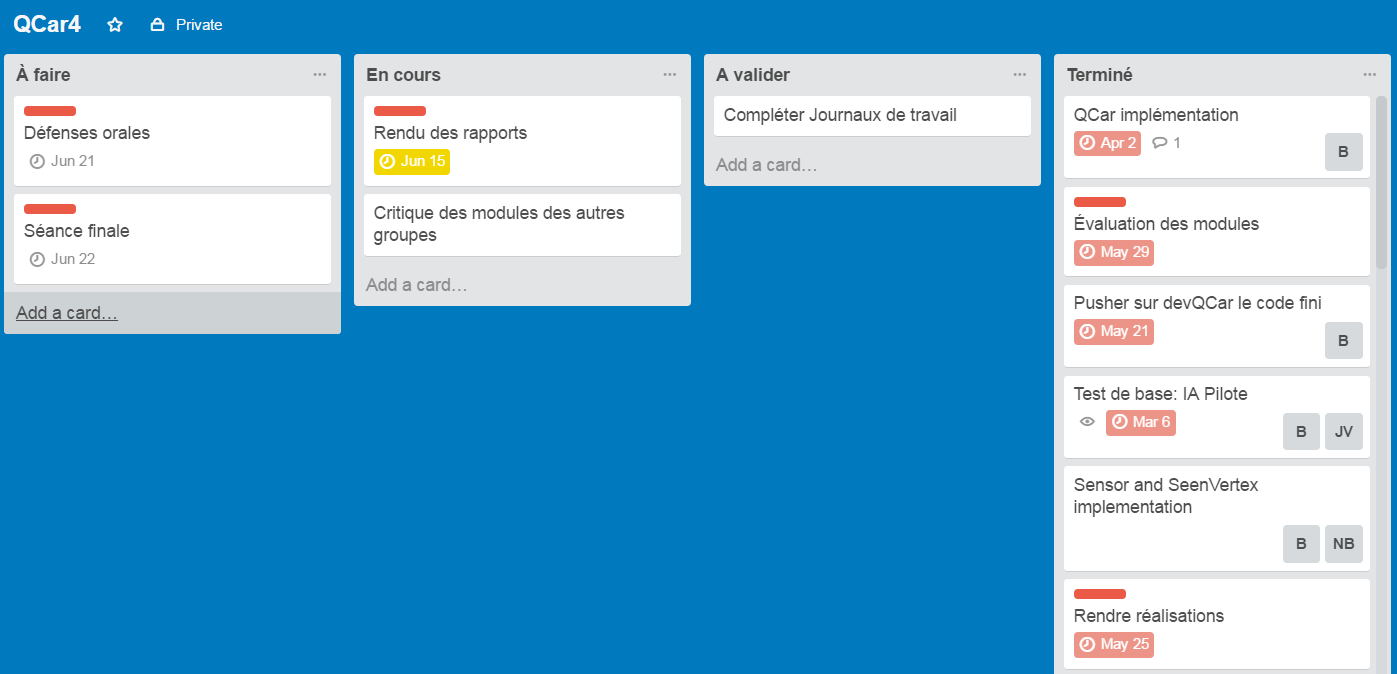 QCar4 Private
À faire
Défenses orales
Jun 21
Séance finale
Jun 22
Add a card…
En cours
Rendu des rapports
Jun 15
Critique des modules des autres
groupes
Add a card…
A valider
Compléter Journaux de travail
Add a card…
Terminé
QCar implémentation
Apr 2 1
B
Évaluation des modules
May 29
Pusher sur devQCar le code fini
May 21
B
Test de base: IA Pilote
Mar 6
B JV
Sensor and SeenVertex
implementation
B NB
Rendre réalisations
May 25